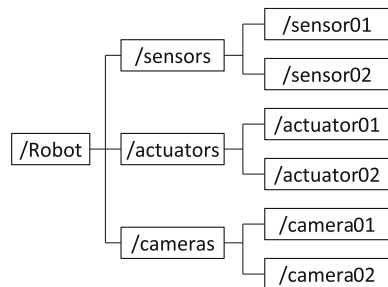 /Robot
/sensors
/sensor01
/sensor02
/actuators
/actuator01
/actuator02
/cameras
/camera01
/camera02